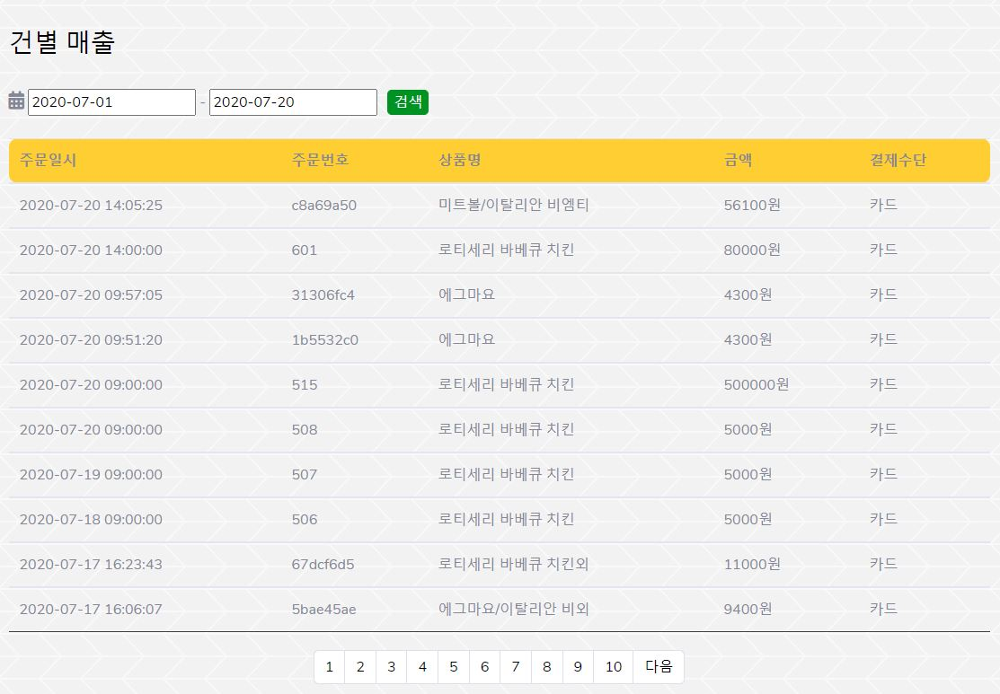 건별 매출
2020-07-01 - 2020-07-20 검색
주문일시 주문번호 상품명 금액 결제수단
2020-07-20 14:05:25 c8a69a50 미트볼/이탈리안 비엠티 56100원 카드
2020-07-20 14:00:00 601 로티세리 바베큐 치킨 80000원 카드
2020-07-20 09:57:05 31306fc4 에그마요 4300원 카드
2020-07-20 09:51:20 1b5532c0 에그마요 4300원 카드
2020-07-20 09:00:00 515 로티세리 바베큐 치킨 500000원 카드
2020-07-20 09:00:00 508 로티세리 바베큐 치킨 5000원 카드
2020-07-19 09:00:00 507 로티세리 바베큐 치킨 5000원 카드
2020-07-18 09:00:00 506 로티세리 바베큐 치킨 5000원 카드
2020-07-17 16:23:43 67dcf6d5 로티세리 바베큐 치킨외 11000원 카드
2020-07-17 16:06:07 5bae45ae 에그마요/이탈리안 비외 9400원 카드
1 2 3 4 5 6 7 8 9 10 다음